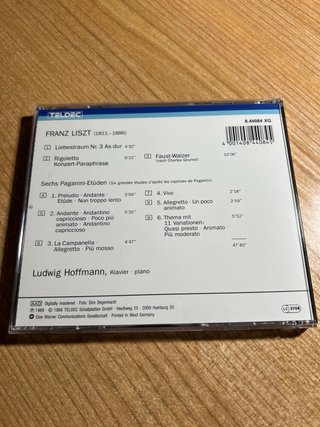 TELDEC
8.44084 XG
FRANZ LISZT (1811–1886)
4 001408 440845
1 Liebestraum Nr. 3 As-dur 4'32"
2 Rigoletto 6'22"
Konzert-Paraphrase
3 Faust-Walzer 10'06"
(nach Charles Gounod)
Sechs Paganini-Etüden (Six grandes études d'après les caprices de Paganini)
4 1. Preludio · Andante · 5'04"
Etüde · Non troppo lento
5 2. Andante · Andantino 5'35"
capriccioso · Poco più
animato · Andantino
capriccioso
6 3. La Campanella · 4'47"
Allegretto · Più mosso
7 4. Vivo 2'58"
8 5. Allegretto · Un poco 2'59"
animato
9 6. Thema mit 5'52"
11 Variationen:
Quasi presto · Animato ·
Più moderato
47'40"
Ludwig Hoffmann, Klavier · piano
AAD Digitally mastered · Foto: Dirk Degenhardt
Ⓟ 1969 © 1988 TELDEC Schallplatten GmbH · Heußweg 25 · 2000 Hamburg 20
Eine Warner Communications Gesellschaft · Printed in West Germany